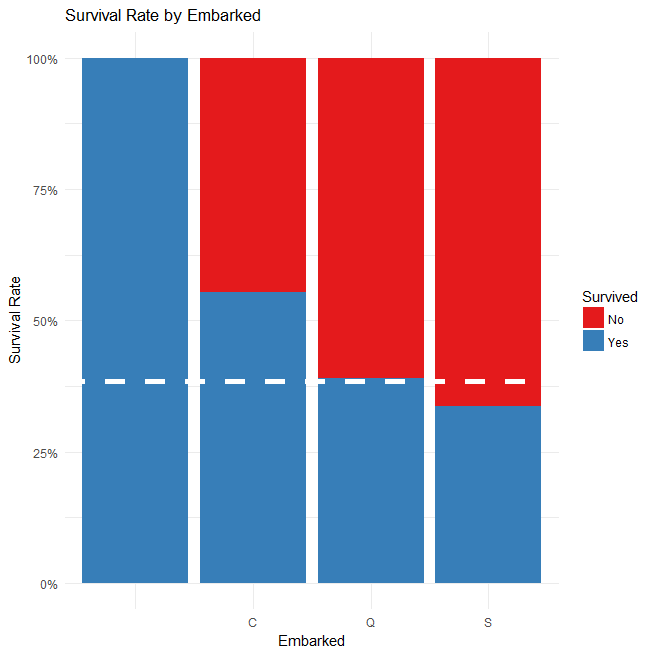 Survival Rate by Embarked
100%
75%
50%
25%
0%
Survival Rate
C Q S
Embarked
Survived
No
Yes